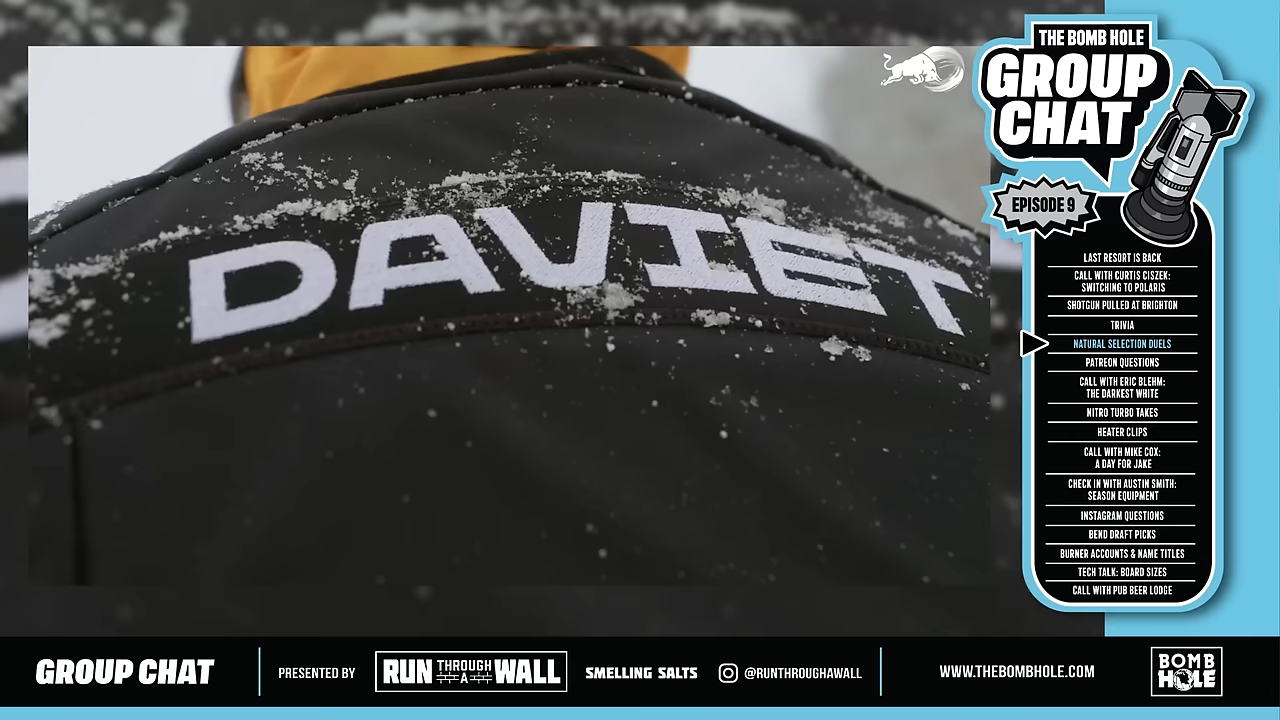 DAVIET
THE BOMB HOLE
GROUP
CHAT
EPISODE 9
LAST RESORT IS BACK
CALL WITH CURTIS CISZEK:
SWITCHING TO POLARIS
SHOTGUN PULLED AT BRIGHTON
TRIVIA
NATURAL SELECTION DUELS
PATREON QUESTIONS
CALL WITH ERIC BLEHM:
THE DARKEST WHITE
NITRO TURBO TAKES
HEATER CLIPS
CALL WITH MIKE COX:
A DAY FOR JAKE
CHECK IN WITH AUSTIN SMITH:
SEASON EQUIPMENT
INSTAGRAM QUESTIONS
BEND DRAFT PICKS
BURNER ACCOUNTS & NAME TITLES
TECH TALK: BOARD SIZES
CALL WITH PUB BEER LODGE
GROUP CHAT
PRESENTED BY
RUN THROUGH A WALL
SMELLING SALTS
@RUNTHROUGHAWALL
WWW.THEBOMBHOLE.COM
BOMB
HOLE